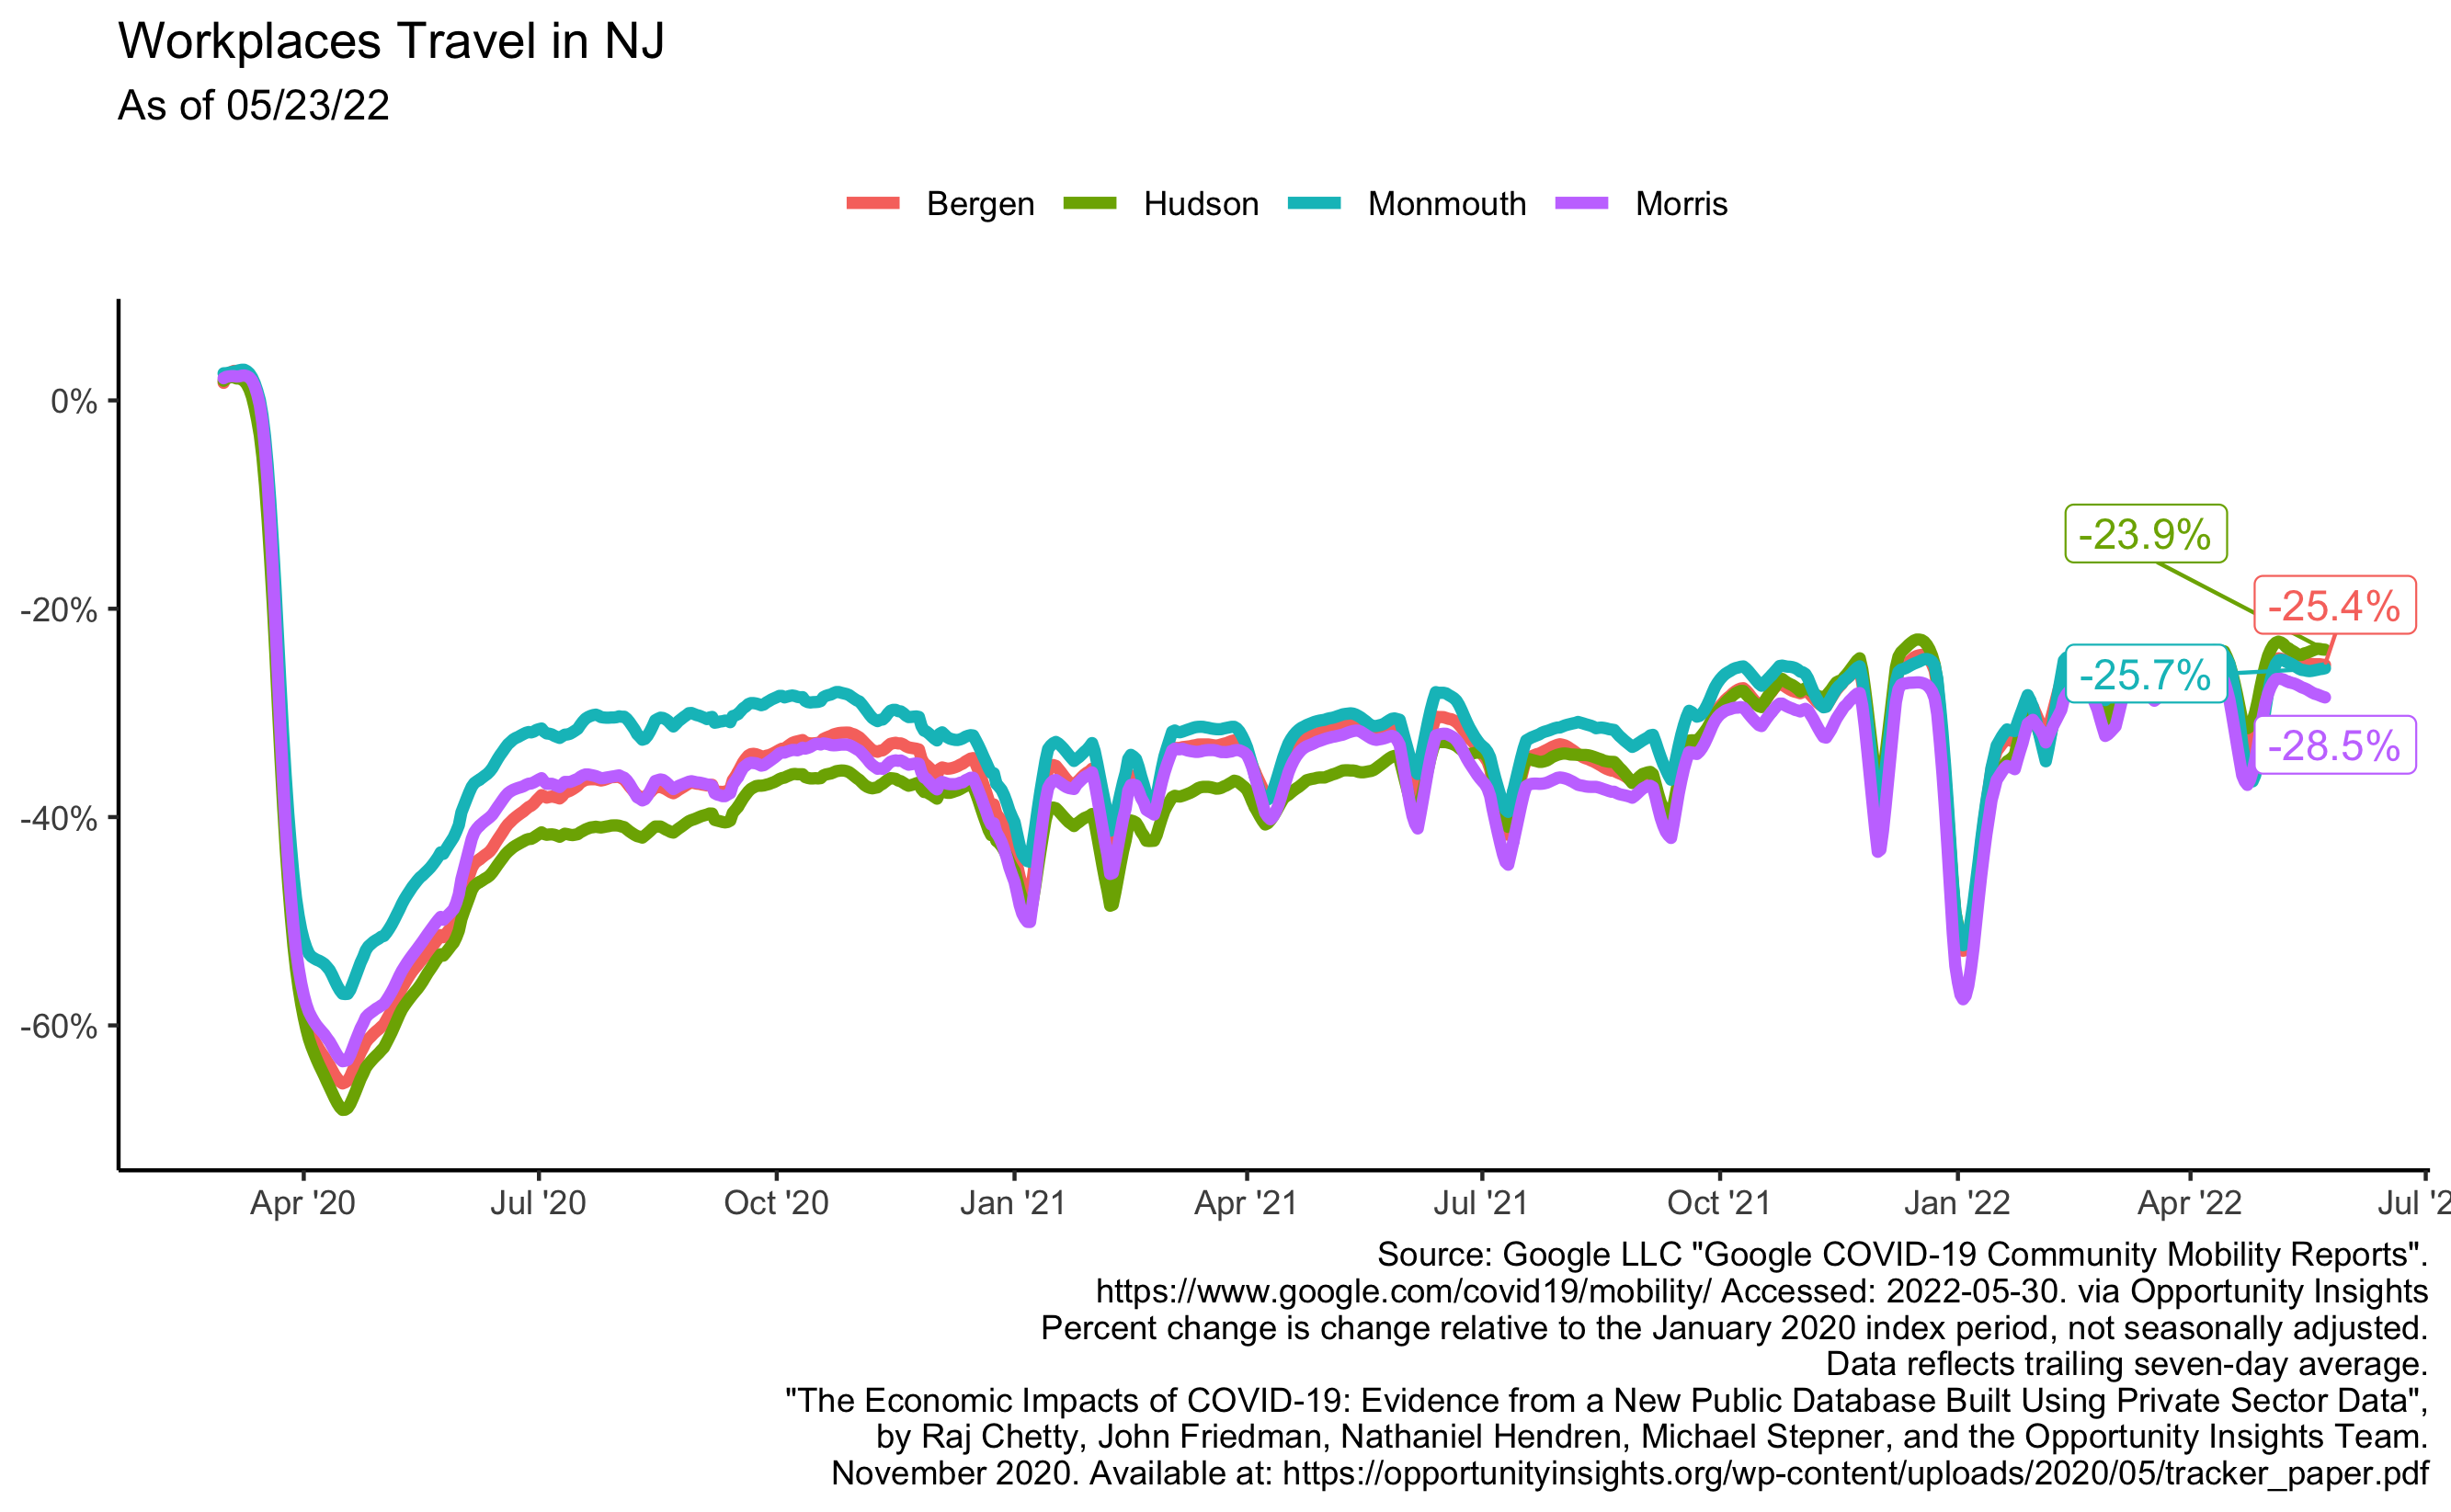 Workplaces Travel in NJ
As of 05/23/22
Bergen Hudson Monmouth Morris
0%
-20%
-40%
-60%
-23.9%
-25.4%
-25.7%
-28.5%
Apr '20 Jul '20 Oct '20 Jan '21 Apr '21 Jul '21 Oct '21 Jan '22 Apr '22 Jul '2
Source: Google LLC "Google COVID-19 Community Mobility Reports".
https://www.google.com/covid19/mobility/ Accessed: 2022-05-30. via Opportunity Insights
Percent change is change relative to the January 2020 index period, not seasonally adjusted.
Data reflects trailing seven-day average.
"The Economic Impacts of COVID-19: Evidence from a New Public Database Built Using Private Sector Data",
by Raj Chetty, John Friedman, Nathaniel Hendren, Michael Stepner, and the Opportunity Insights Team.
November 2020. Available at: https://opportunityinsights.org/wp-content/uploads/2020/05/tracker_paper.pdf